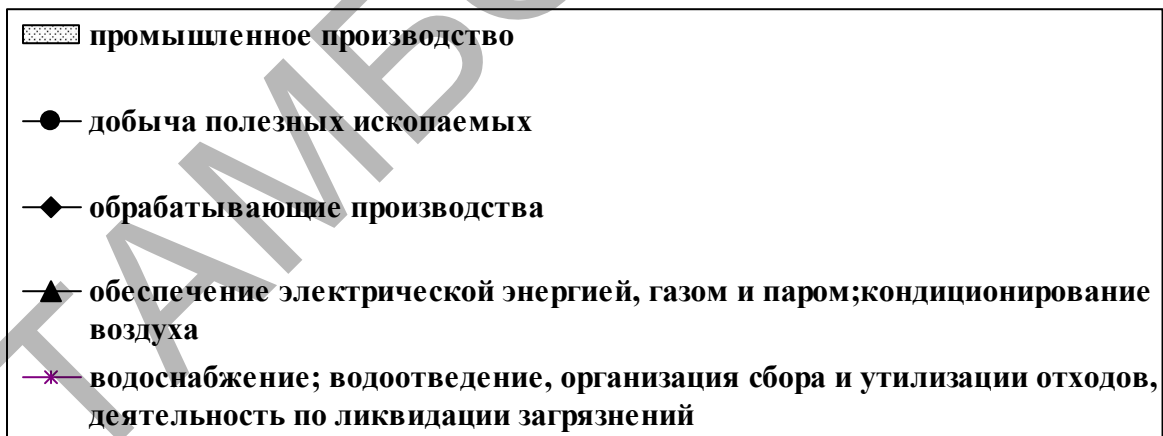 промышленное производство
добыча полезных ископаемых
обрабатывающие производства
обеспечение электрической энергией, газом и паром;кондиционирование
воздуха
водоснабжение; водоотведение, организация сбора и утилизации отходов,
деятельность по ликвидации загрязнений
ТАМБ